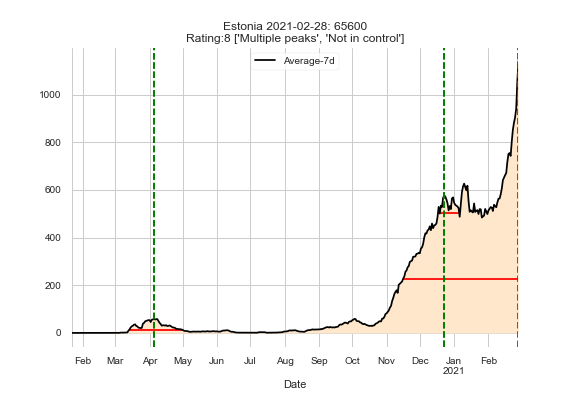 Estonia 2021-02-28: 65600
Rating:8 ['Multiple peaks', 'Not in control']
Average-7d
1000
800
600
400
200
0
Feb Mar Apr May Jun Jul Aug Sep Oct Nov Dec Jan Feb
2021
Date